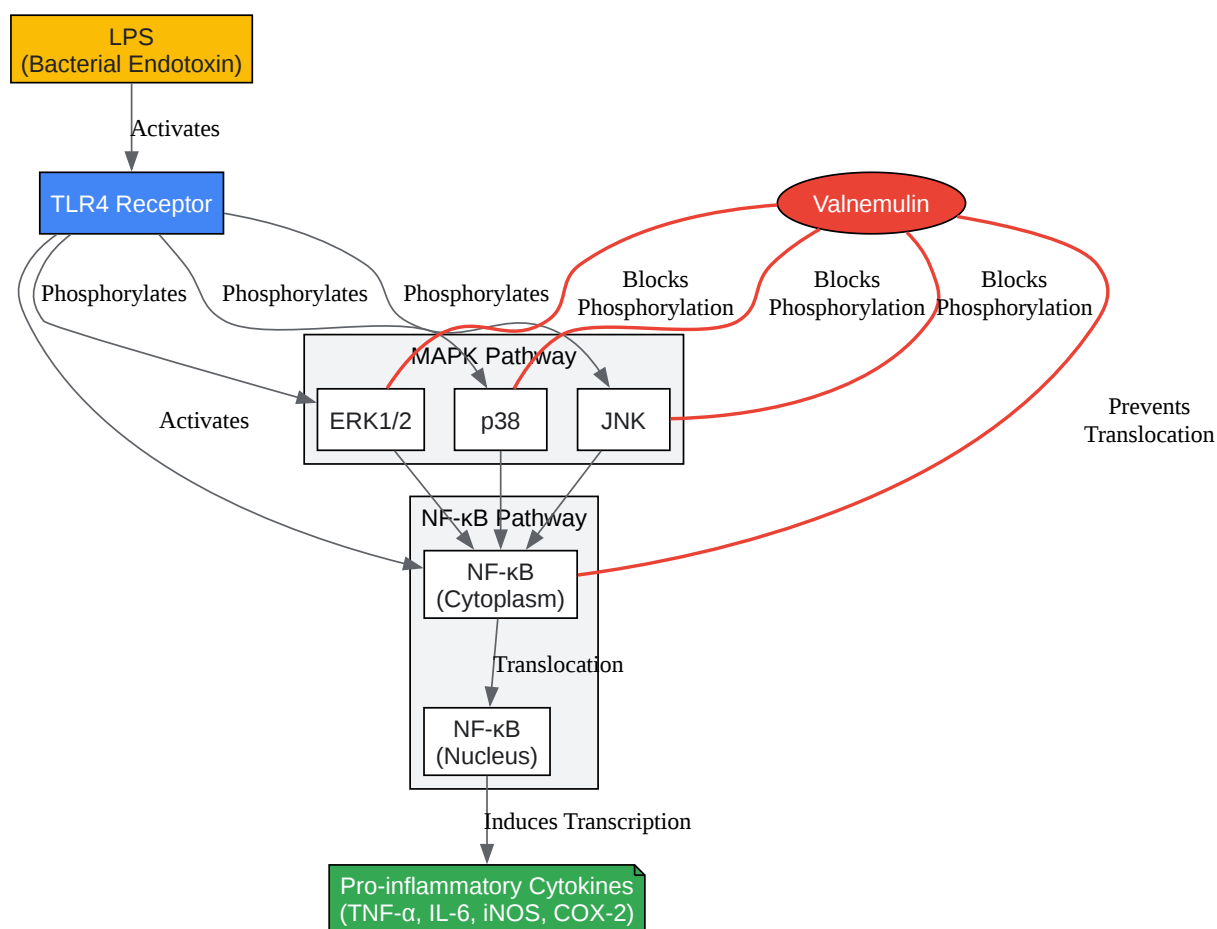 LPS
(Bacterial Endotoxin)
Activates
TLR4 Receptor
Valnemulin
Phosphorylates
Phosphorylates
Phosphorylates
Blocks
Phosphorylation
Blocks
Phosphorylation
Blocks
Phosphorylation
MAPK Pathway
ERK1/2
p38
JNK
Activates
Prevents
Translocation
NF-κB Pathway
NF-κB
(Cytoplasm)
Translocation
NF-κB
(Nucleus)
Induces Transcription
Pro-inflammatory Cytokines
(TNF-α, IL-6, iNOS, COX-2)